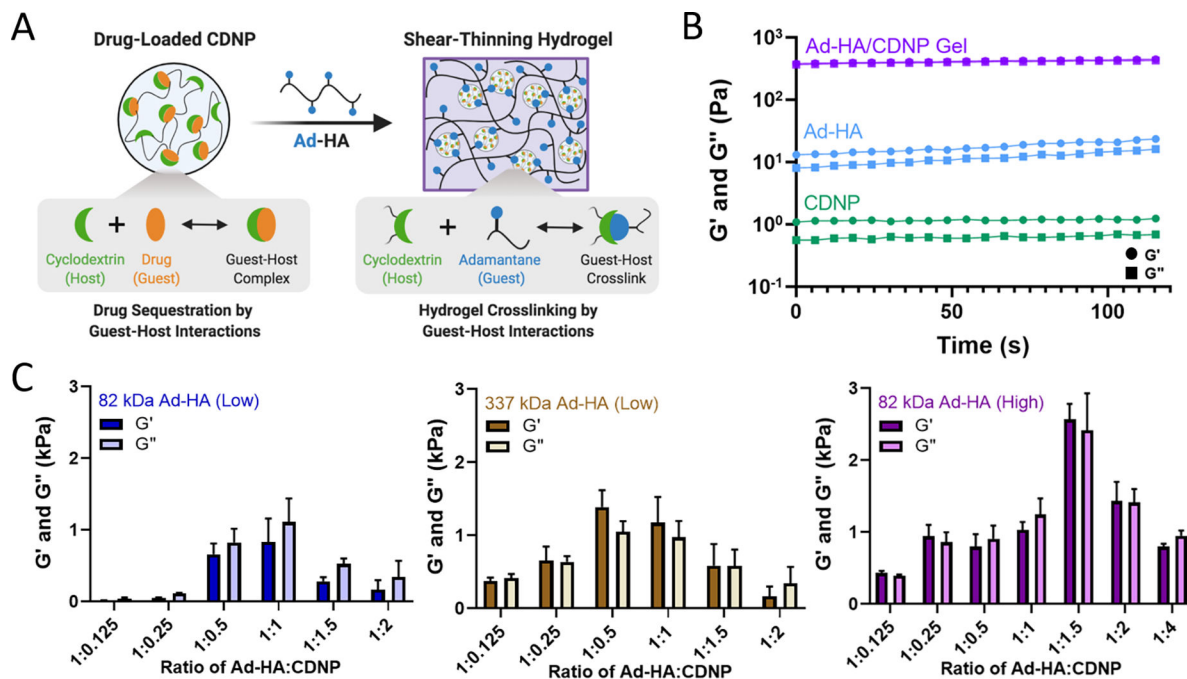 A
Drug-Loaded CDNP
Shear-Thinning Hydrogel
Ad-HA
+
+
Cyclodextrin
(Host)
Drug
(Guest)
Guest-Host
Complex
Cyclodextrin
(Host)
Adamantane
(Guest)
Guest-Host
Crosslink
Drug Sequestration by
Guest-Host Interactions
Hydrogel Crosslinking by
Guest-Host Interactions
B
G' and G" (Pa)
10³
10²
10¹
10⁰
10⁻¹
Ad-HA/CDNP Gel
Ad-HA
CDNP
G'
G"
0
50
100
Time (s)
C
G' and G" (kPa)
3
2
1
0
82 kDa Ad-HA (Low)
G'
G"
1:0.125
1:0.25
1:0.5
1:1
1:1.5
1:2
Ratio of Ad-HA:CDNP
G' and G" (kPa)
3
2
1
0
337 kDa Ad-HA (Low)
G'
G"
1:0.125
1:0.25
1:0.5
1:1
1:1.5
1:2
Ratio of Ad-HA:CDNP
G' and G" (kPa)
3
2
1
0
82 kDa Ad-HA (High)
G'
G"
1:0.125
1:0.25
1:0.5
1:1
1:1.5
1:2
1:4
Ratio of Ad-HA:CDNP